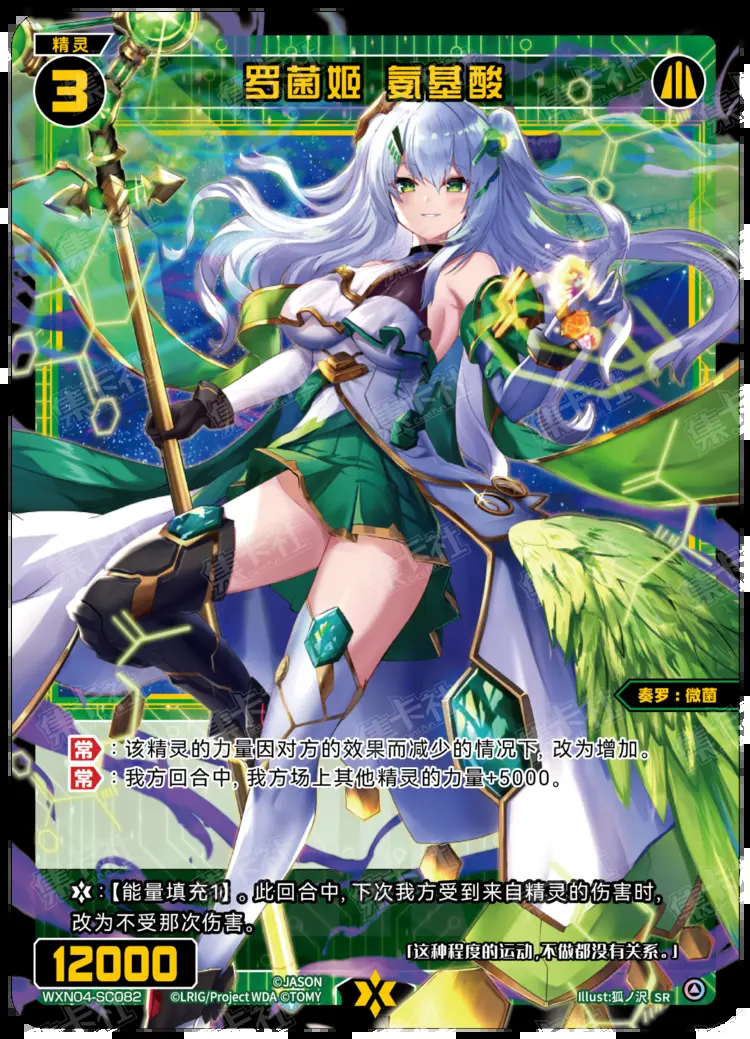 精灵
3
罗菌姬 氨基酸
奏罗：微菌
常：该精灵的力量因对方的效果而减少的情况下，改为增加。
常：我方回合中，我方场上其他精灵的力量+5000。
：【能量填充1】。此回合中，下次我方受到来自精灵的伤害时，
改为不受那次伤害。
「这种程度的运动，不做都没有关系。」
12000
©JASON
WXN04-SC082 ©LRIG/Project WDA ©TOMY
Illust:狐ノ沢 SR
集卡社